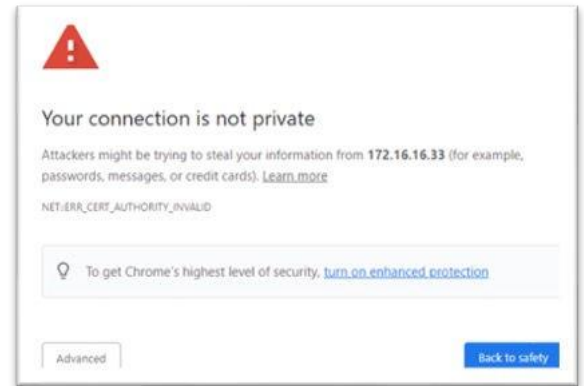 Your connection is not private
Attackers might be trying to steal your information from 172.16.16.33 (for example,
passwords, messages, or credit cards). Learn more
NET::ERR_CERT_AUTHORITY_INVALID
To get Chrome's highest level of security, turn on enhanced protection
Advanced
Back to safety